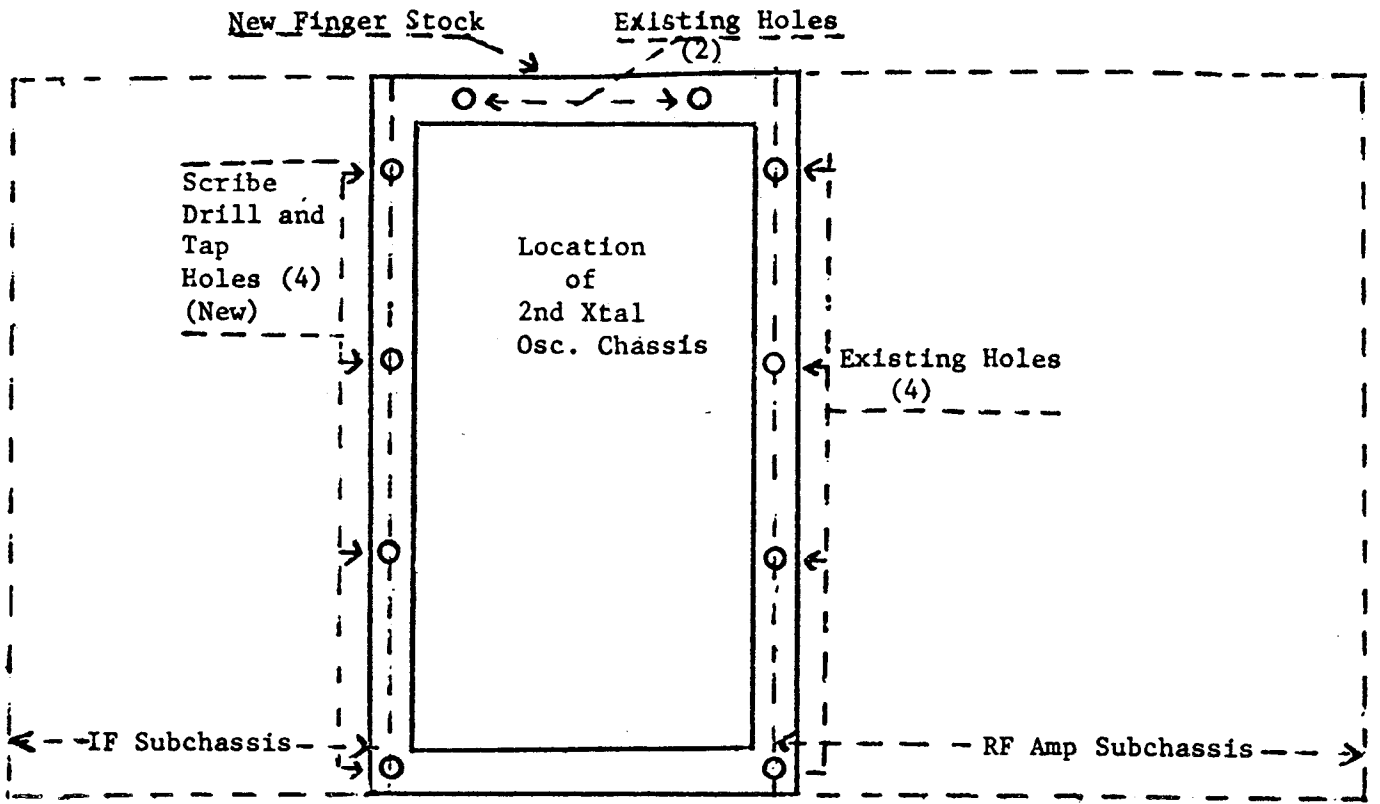 New Finger Stock
Existing Holes
(2)
Scribe
Drill and
Tap
Holes (4)
(New)
Location
of
2nd Xtal
Osc. Chassis
Existing Holes
(4)
IF Subchassis
RF Amp Subchassis